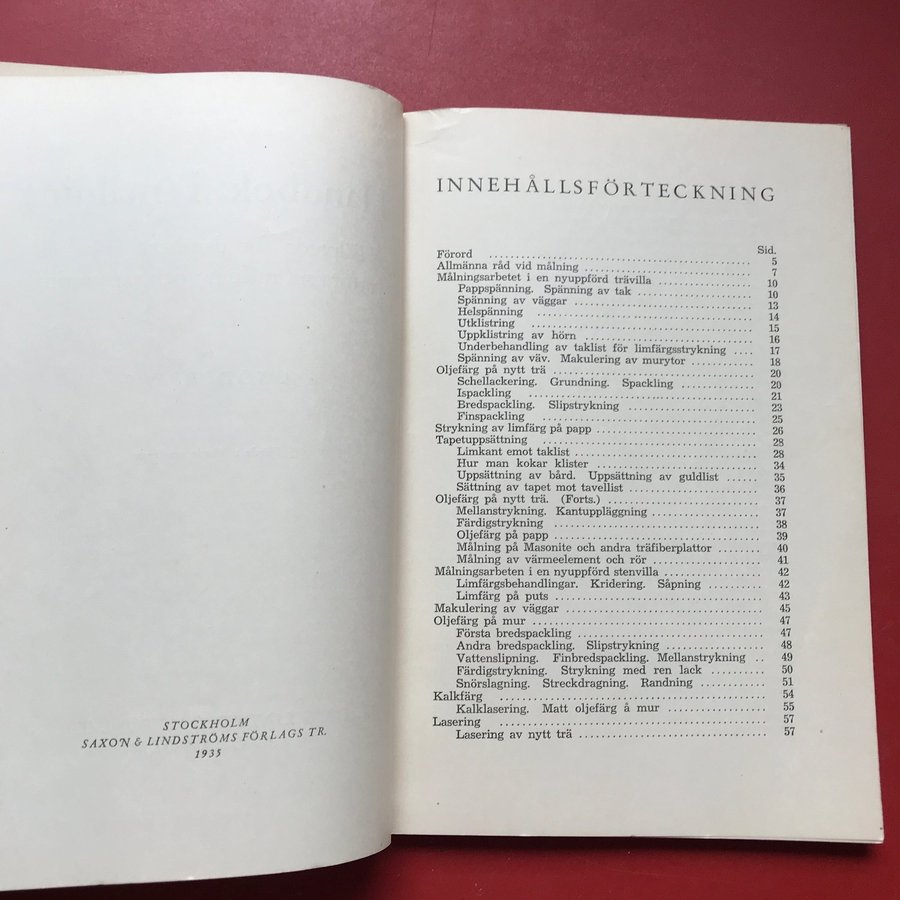 STOCKHOLM
SAXON & LINDSTRÖMS FÖRLAGS TR.
1935
INNEHÅLLSFÖRTECKNING
Sid.
Förord ........ 5
Allmänna råd vid målning ........ 7
Målningsarbetet i en nyuppförd trävilla ........ 10
Pappspänning. Spänning av tak ........ 10
Spänning av väggar ........ 13
Helspänning ........ 14
Utklistring ........ 15
Uppklistring av hörn ........ 16
Underbehandling av taklist för limfärgsstrykning .... 17
Spänning av väv. Makulering av murytor ........ 18
Oljefärg på nytt trä ........ 20
Schellackering. Grundning. Spackling ........ 20
Ispackling ........ 21
Bredspackling. Slipstrykning ........ 23
Finspackling ........ 25
Strykning av limfärg på papp ........ 26
Tapetuppsättning ........ 28
Limkant emot taklist ........ 28
Hur man kokar klister ........ 34
Uppsättning av bård. Uppsättning av guldlist ...... 35
Sättning av tapet mot tavellist ........ 36
Oljefärg på nytt trä. (Forts.) ........ 37
Mellanstrykning. Kantuppläggning ........ 37
Färdigstrykning ........ 38
Oljefärg på papp ........ 39
Målning på Masonite och andra träfiberplattor ........ 40
Målning av värmeelement och rör ........ 41
Målningsarbeten i en nyuppförd stenvilla ........ 42
Limfärgsbehandlingar. Kridering. Såpning ........ 42
Limfärg på puts ........ 43
Makulering av väggar ........ 45
Oljefärg på mur ........ 47
Första bredspackling ........ 47
Andra bredspackling. Slipstrykning ........ 48
Vattenslipning. Finbredspackling. Mellanstrykning .. 49
Färdigstrykning. Strykning med ren lack ........ 50
Snörslagning. Streckdragning. Randning ........ 51
Kalkfärg ........ 54
Kalklasering. Matt oljefärg å mur ........ 55
Lasering ........ 57
Lasering av nytt trä ........ 57